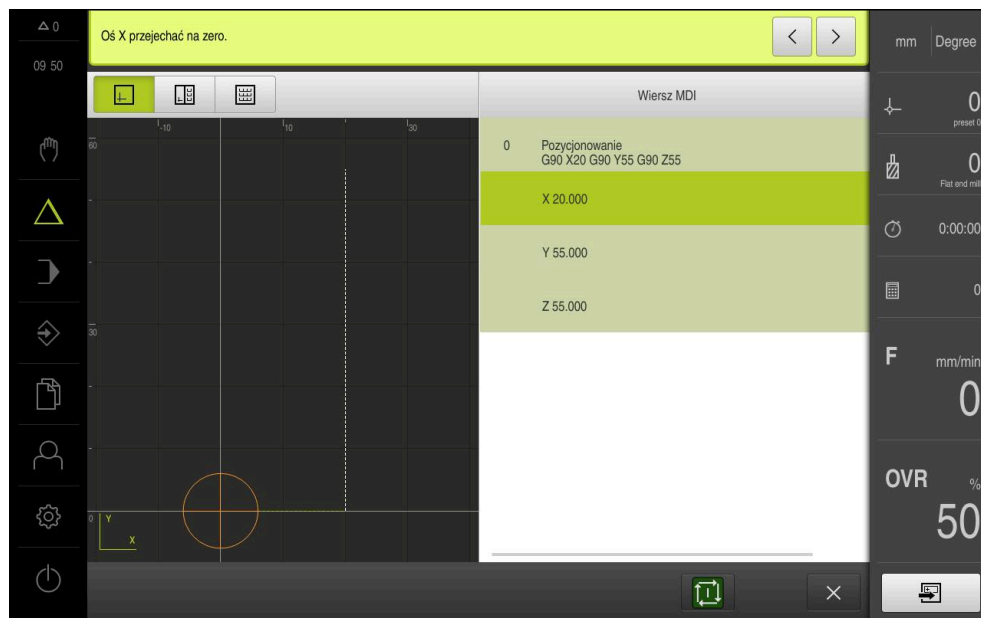 0
09 50
Oś X przejechać na zero.
-10
10
30
60
30
0
Y
X
Wiersz MDI
0 Pozycjonowanie
G90 X20 G90 Y55 G90 Z55
X 20.000
Y 55.000
Z 55.000
mm Degree
0
preset 0
0
Flat end mill
0:00:00
0
F mm/min
0
OVR %
50